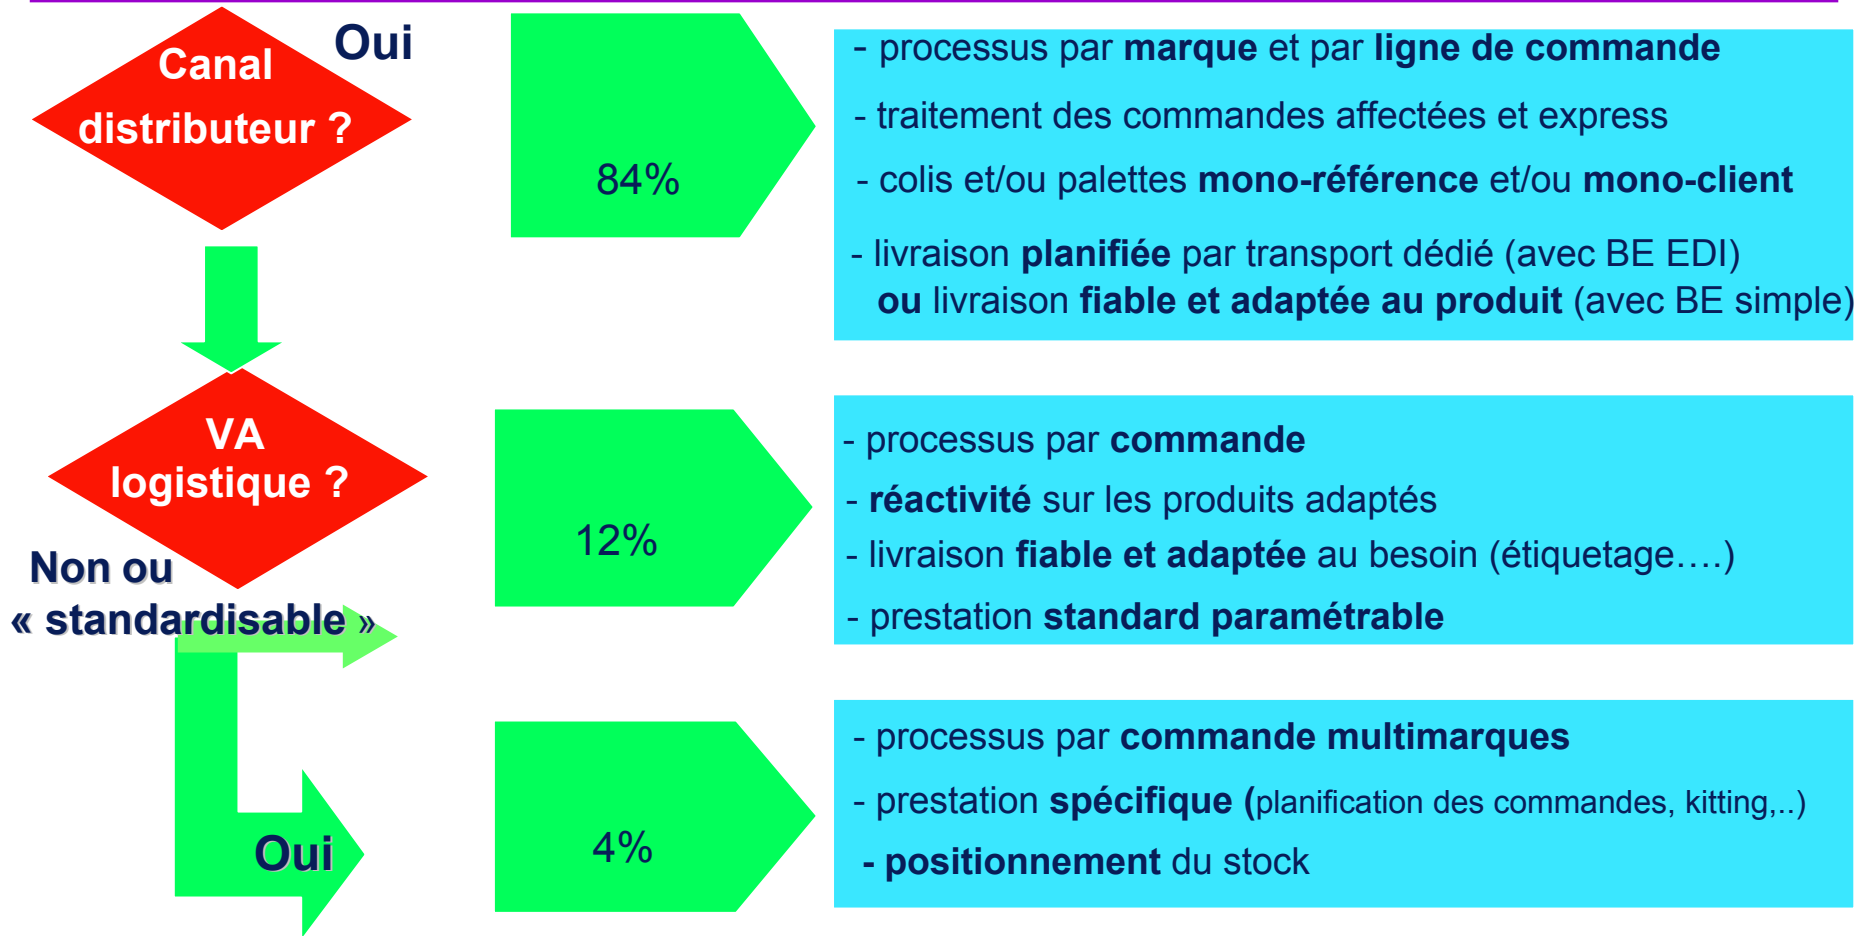 Canal
distributeur ?
Oui
84%
- processus par marque et par ligne de commande
- traitement des commandes affectées et express
- colis et/ou palettes mono-référence et/ou mono-client
- livraison planifiée par transport dédié (avec BE EDI)
ou livraison fiable et adaptée au produit (avec BE simple)
VA
logistique ?
Non ou
« standardisable »
12%
- processus par commande
- réactivité sur les produits adaptés
- livraison fiable et adaptée au besoin (étiquetage….)
- prestation standard paramétrable
Oui
4%
- processus par commande multimarques
- prestation spécifique (planification des commandes, kitting,..)
- positionnement du stock